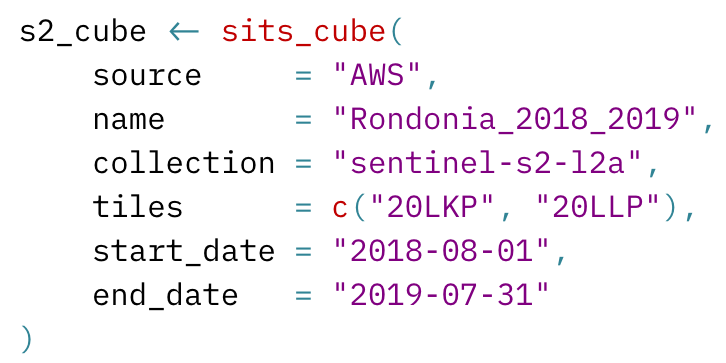 s2_cube <- sits_cube(
    source     = "AWS",
    name       = "Rondonia_2018_2019",
    collection = "sentinel-s2-l2a",
    tiles      = c("20LKP", "20LLP"),
    start_date = "2018-08-01",
    end_date   = "2019-07-31"
)